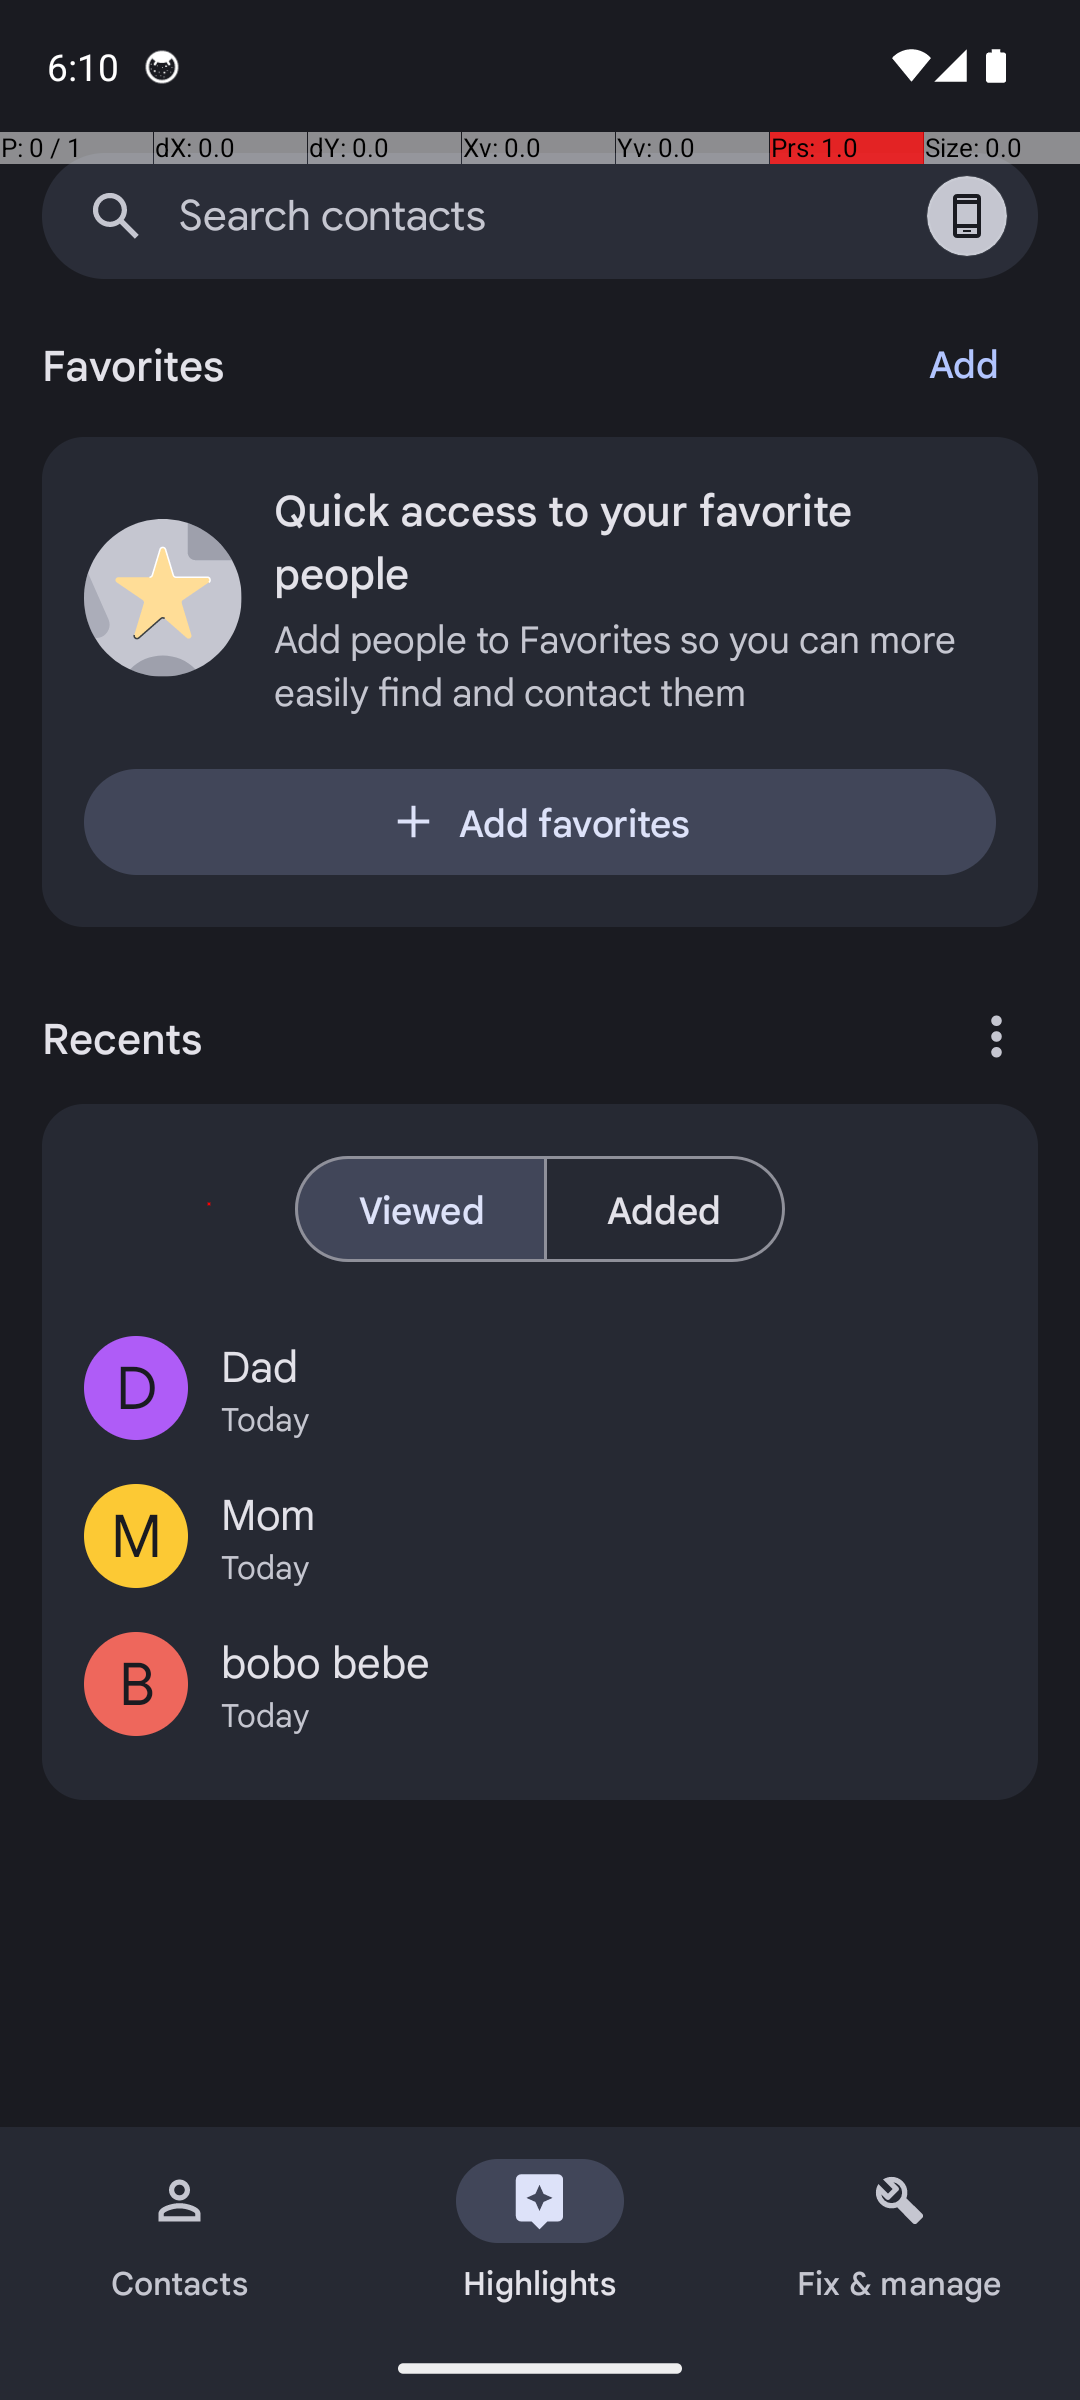 6:10
P: 0 / 1 dX: 0.0 dY: 0.0 Xv: 0.0 Yv: 0.0 Prs: 1.0 Size: 0.0
Search contacts
Favorites Add
Quick access to your favorite
people
Add people to Favorites so you can more
easily find and contact them
Add favorites
Recents
Viewed Added
D Dad
Today
M Mom
Today
B bobo bebe
Today
Contacts Highlights Fix & manage